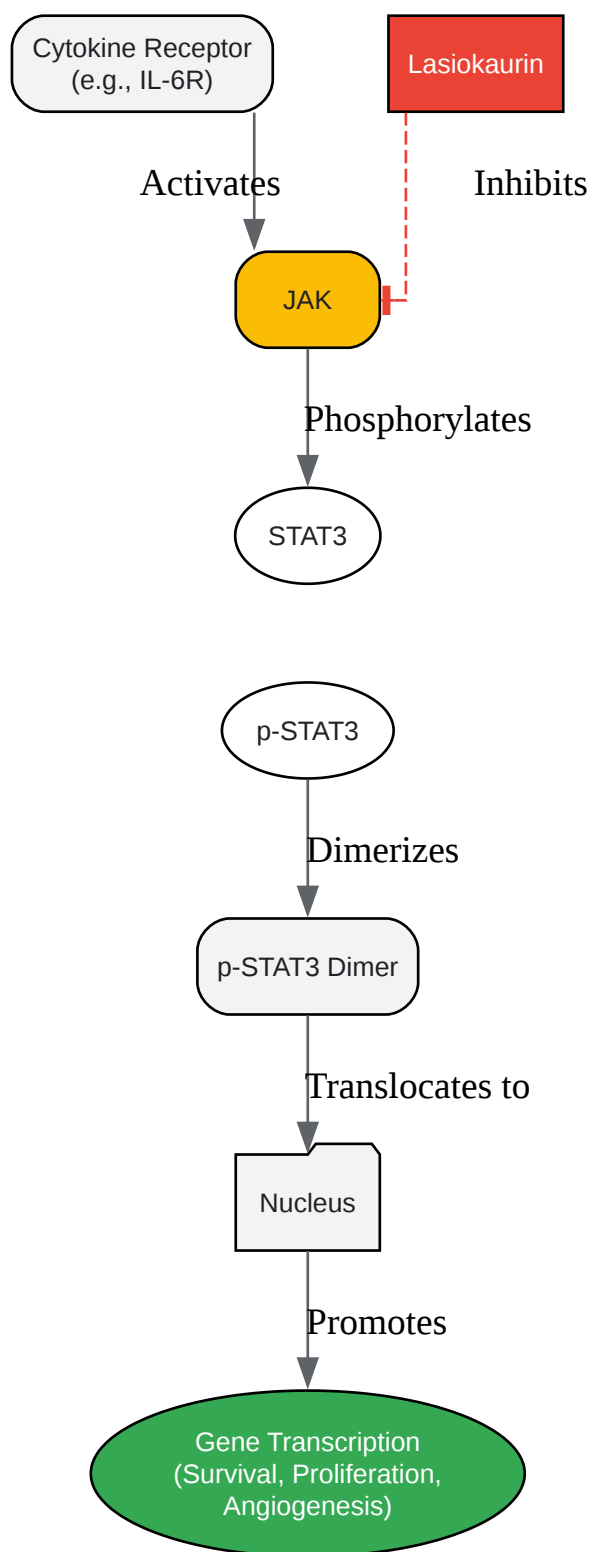 Cytokine Receptor
(e.g., IL-6R)
Lasiokaurin
Activates
Inhibits
JAK
Phosphorylates
STAT3
p-STAT3
Dimerizes
p-STAT3 Dimer
Translocates to
Nucleus
Promotes
Gene Transcription
(Survival, Proliferation,
Angiogenesis)